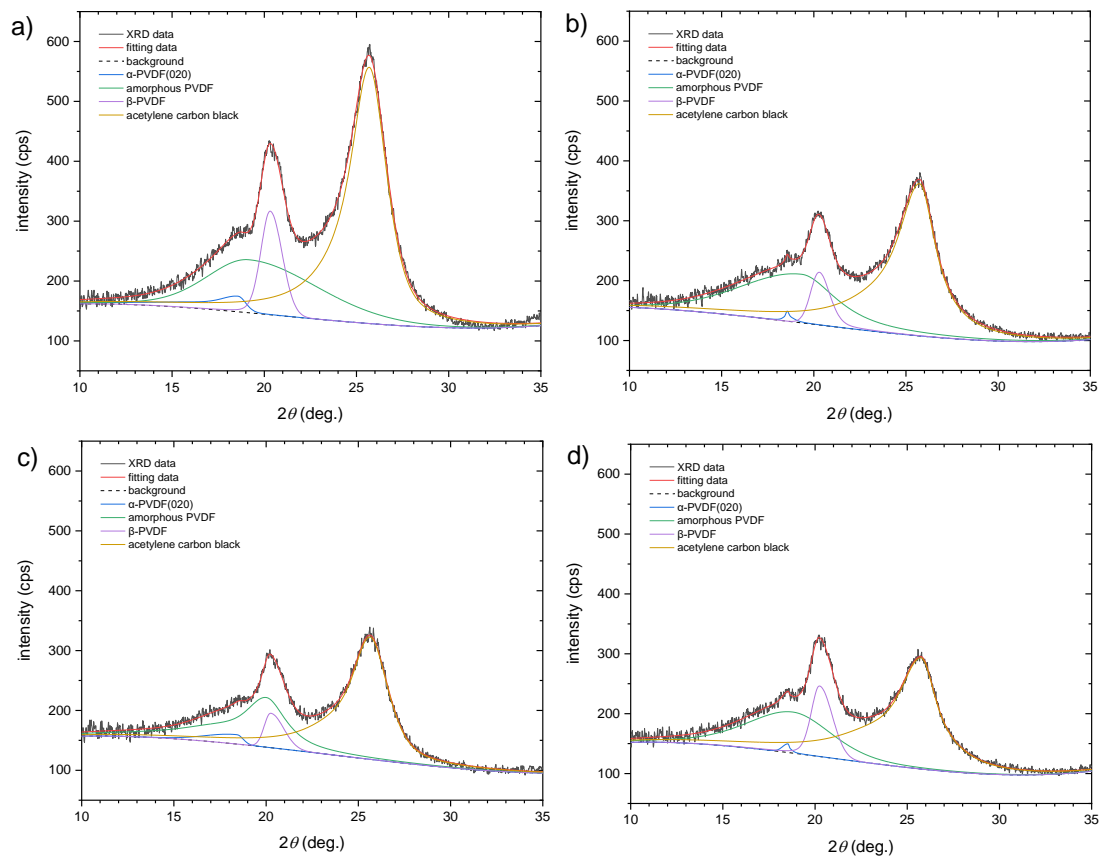 a)
XRD data
fitting data
background
α-PVDF(020)
amorphous PVDF
β-PVDF
acetylene carbon black
600
500
400
300
200
100
intensity (cps)
10 15 20 25 30 35
2θ (deg.)
b)
XRD data
fitting data
background
α-PVDF(020)
amorphous PVDF
β-PVDF
acetylene carbon black
600
500
400
300
200
100
intensity (cps)
10 15 20 25 30 35
2θ (deg.)
c)
XRD data
fitting data
background
α-PVDF(020)
amorphous PVDF
β-PVDF
acetylene carbon black
600
500
400
300
200
100
intensity (cps)
10 15 20 25 30 35
2θ (deg.)
d)
XRD data
fitting data
background
α-PVDF(020)
amorphous PVDF
β-PVDF
acetylene carbon black
600
500
400
300
200
100
intensity (cps)
10 15 20 25 30 35
2θ (deg.)